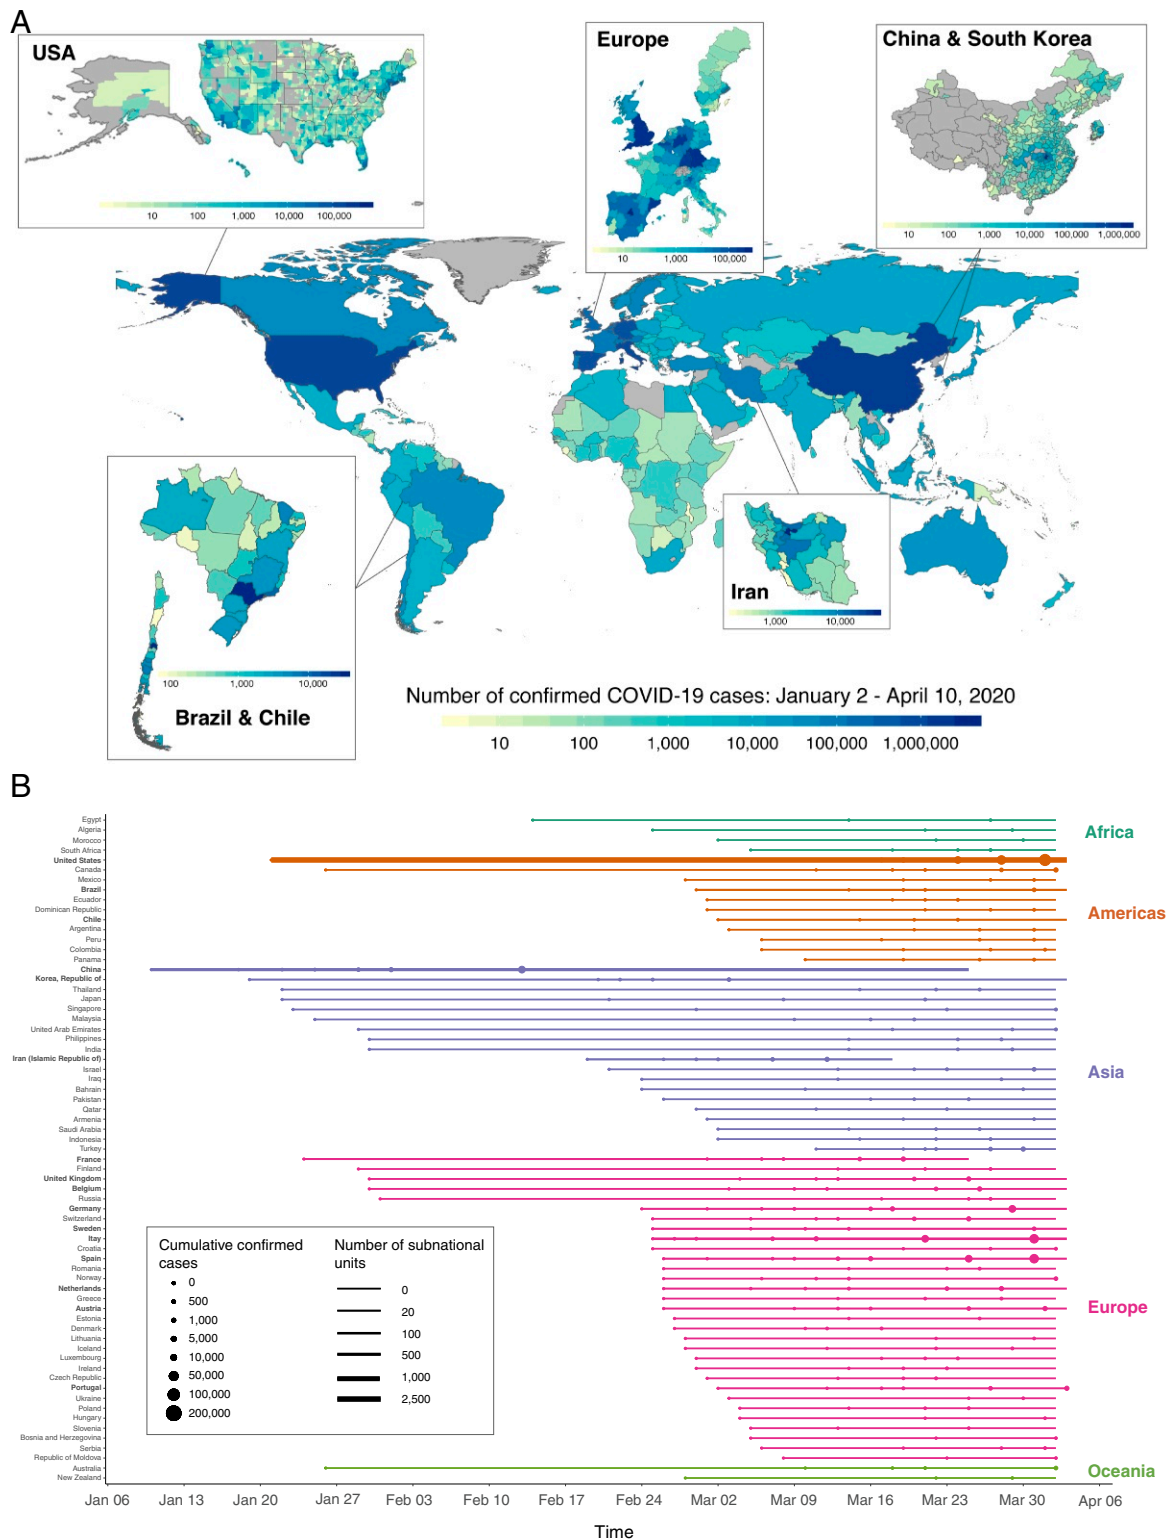 A
USA
10 100 1,000 10,000 100,000
Europe
10 1,000 100,000
China & South Korea
10 100 1,000 10,000 100,000 1,000,000
Iran
1,000 10,000
100 1,000 10,000
Brazil & Chile
Number of confirmed COVID-19 cases: January 2 - April 10, 2020
10 100 1,000 10,000 100,000 1,000,000
B
Egypt
Algeria
Morocco
South Africa
Africa
United States
Canada
Mexico
Brazil
Ecuador
Dominican Republic
Chile
Argentina
Peru
Colombia
Panama
Americas
China
Korea, Republic of
Thailand
Japan
Singapore
Malaysia
United Arab Emirates
Philippines
India
Iran (Islamic Republic of)
Israel
Iraq
Bahrain
Pakistan
Qatar
Armenia
Saudi Arabia
Indonesia
Turkey
Asia
France
Finland
United Kingdom
Belgium
Russia
Germany
Switzerland
Sweden
Itay
Croatia
Spain
Romania
Norway
Netherlands
Greece
Austria
Estonia
Denmark
Lithuania
Iceland
Luxembourg
Ireland
Czech Republic
Portugal
Ukraine
Poland
Hungary
Slovenia
Bosnia and Herzegovina
Serbia
Republic of Moldova
Europe
Australia
New Zealand
Oceania
Cumulative confirmed
cases
0
500
1,000
5,000
10,000
50,000
100,000
200,000
Number of subnational
units
0
20
100
500
1,000
2,500
Jan 06 Jan 13 Jan 20 Jan 27 Feb 03 Feb 10 Feb 17 Feb 24 Mar 02 Mar 09 Mar 16 Mar 23 Mar 30 Apr 06
Time